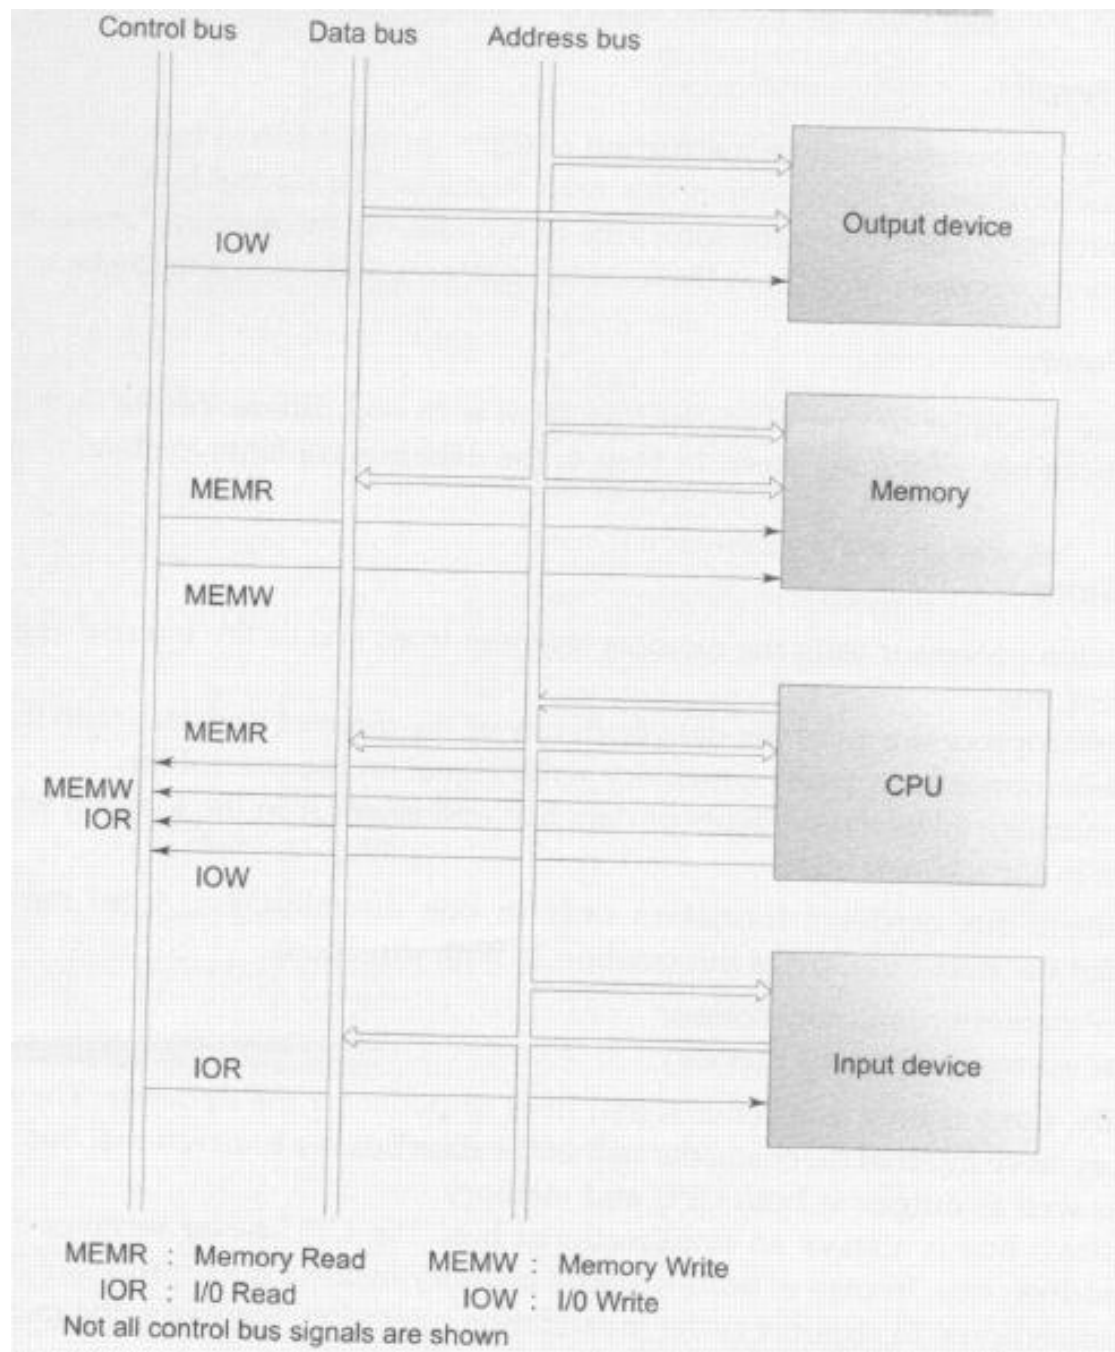 Control bus Data bus Address bus
Output device
IOW
Memory
MEMR
MEMW
MEMR
CPU
MEMW
IOR
IOW
Input device
IOR
MEMR : Memory Read MEMW : Memory Write
IOR : I/0 Read IOW : I/0 Write
Not all control bus signals are shown